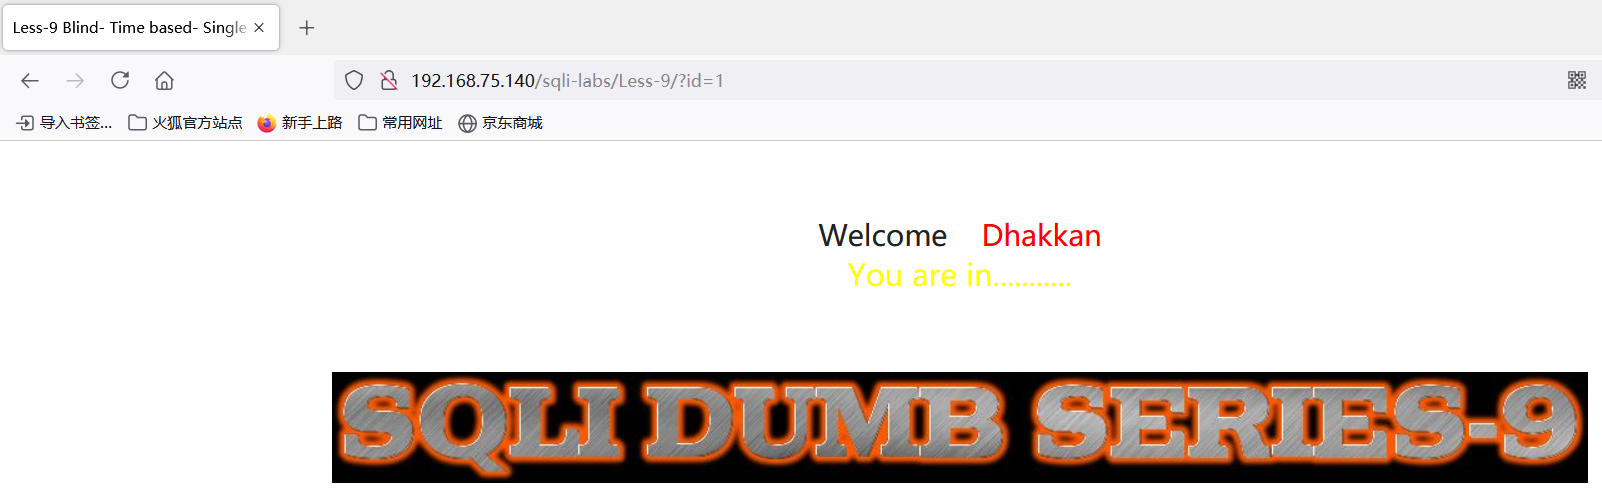 Less-9 Blind- Time based- Single
192.168.75.140/sqli-labs/Less-9/?id=1
导入书签... 火狐官方站点 新手上路 常用网址 京东商城
Welcome Dhakkan
You are in...........
SQLI DUMB SERIES-9